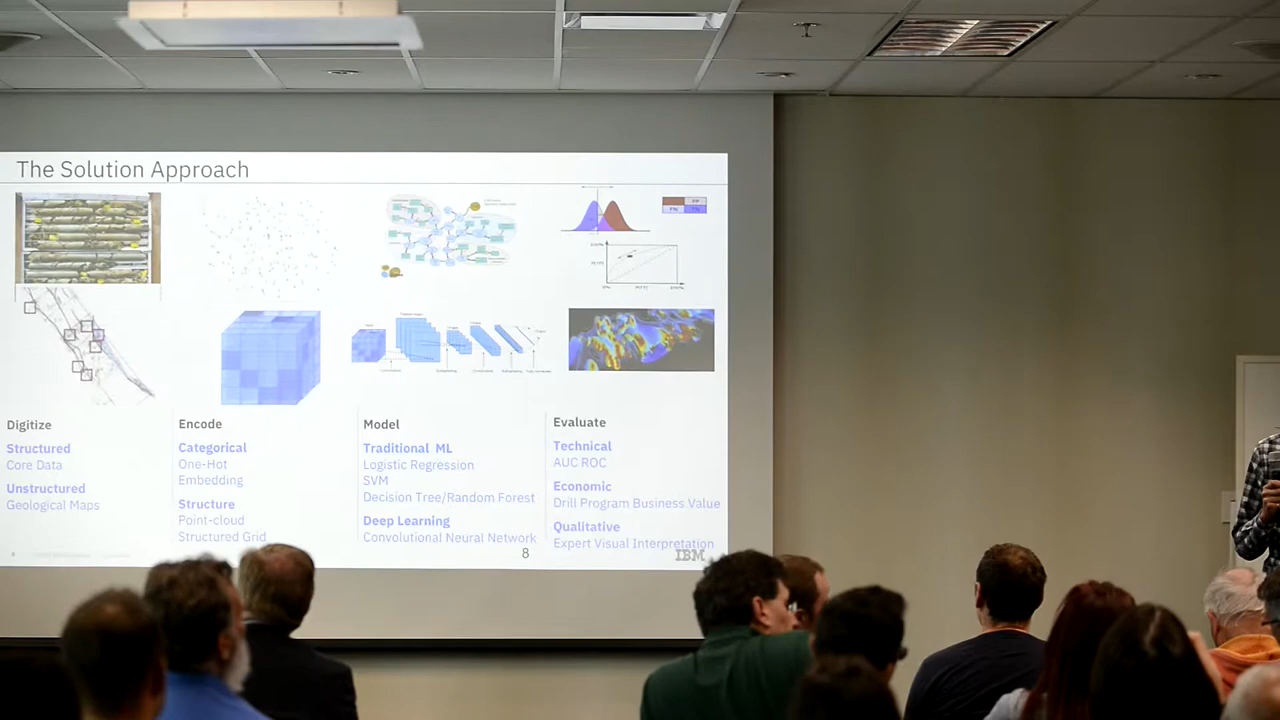 The Solution Approach
Digitize
Structured
Core Data
Unstructured
Geological Maps
Encode
Categorical
One-Hot
Embedding
Structure
Point-cloud
Structured Grid
Model
Traditional ML
Logistic Regression
SVM
Decision Tree/Random Forest
Deep Learning
Convolutional Neural Network
Evaluate
Technical
AUC ROC
Economic
Drill Program Business Value
Qualitative
Expert Visual Interpretation
8
IBM